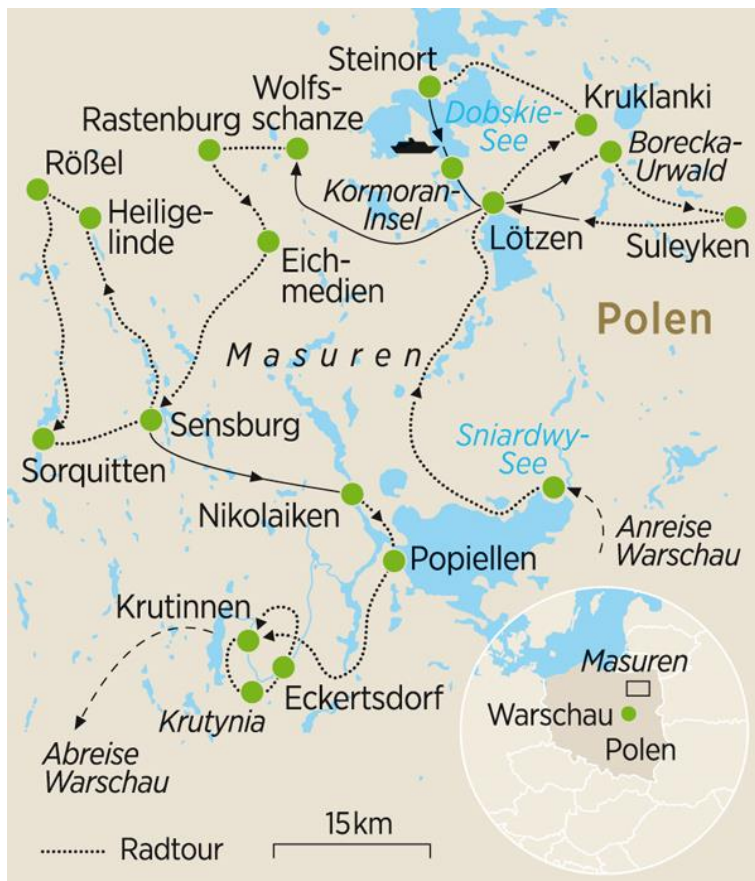 Steinort
Wolfs-
schanze
Rastenburg
Dobskie-
See
Kruklanki
Rößel
Borecka-
Urwald
Heilige-
linde
Kormoran-
Insel
Lötzen
Suleyken
Eich-
medien
Polen
Masuren
Sensburg
Sniardwy-
See
Sorquitten
Nikolaiken
Anreise
Warschau
Popiellen
Krutinnen
Eckertsdorf
Krutynia
Masuren
Warschau
Polen
Abreise
Warschau
15 km
Radtour